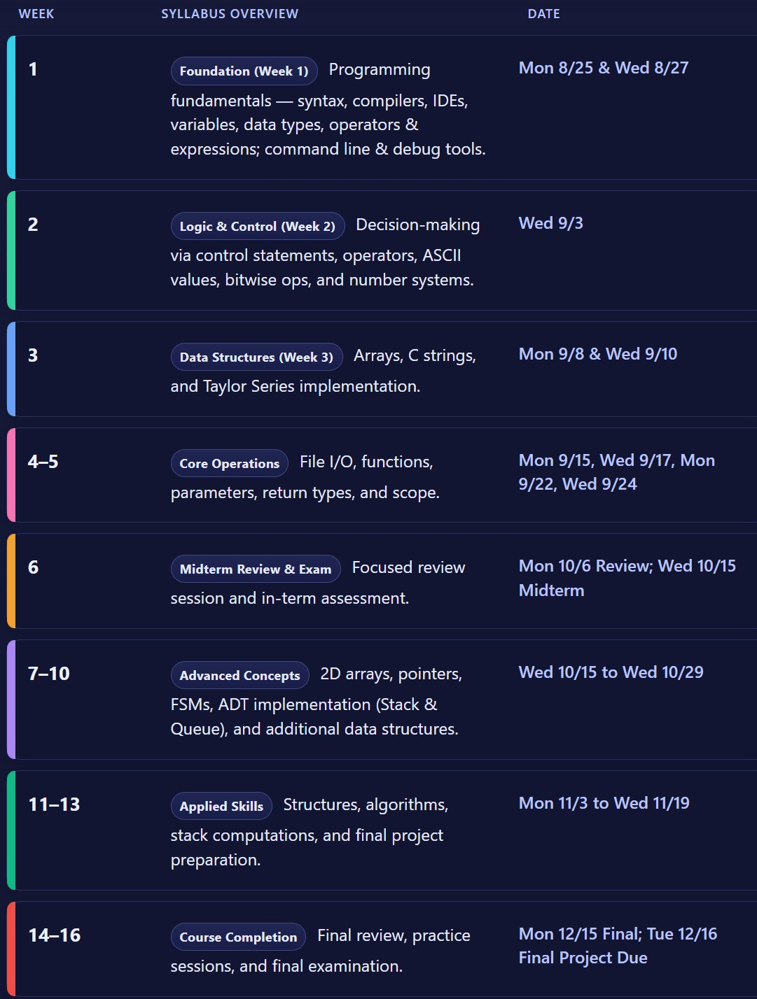 WEEK SYLLABUS OVERVIEW DATE
1 Foundation (Week 1) Programming Mon 8/25 & Wed 8/27
fundamentals — syntax, compilers, IDEs,
variables, data types, operators &
expressions; command line & debug tools.
2 Logic & Control (Week 2) Decision-making Wed 9/3
via control statements, operators, ASCII
values, bitwise ops, and number systems.
3 Data Structures (Week 3) Arrays, C strings, Mon 9/8 & Wed 9/10
and Taylor Series implementation.
4–5 Core Operations File I/O, functions, Mon 9/15, Wed 9/17, Mon
parameters, return types, and scope. 9/22, Wed 9/24
6 Midterm Review & Exam Focused review Mon 10/6 Review; Wed 10/15
session and in-term assessment. Midterm
7–10 Advanced Concepts 2D arrays, pointers, Wed 10/15 to Wed 10/29
FSMs, ADT implementation (Stack &
Queue), and additional data structures.
11–13 Applied Skills Structures, algorithms, Mon 11/3 to Wed 11/19
stack computations, and final project
preparation.
14–16 Course Completion Final review, practice Mon 12/15 Final; Tue 12/16
sessions, and final examination. Final Project Due